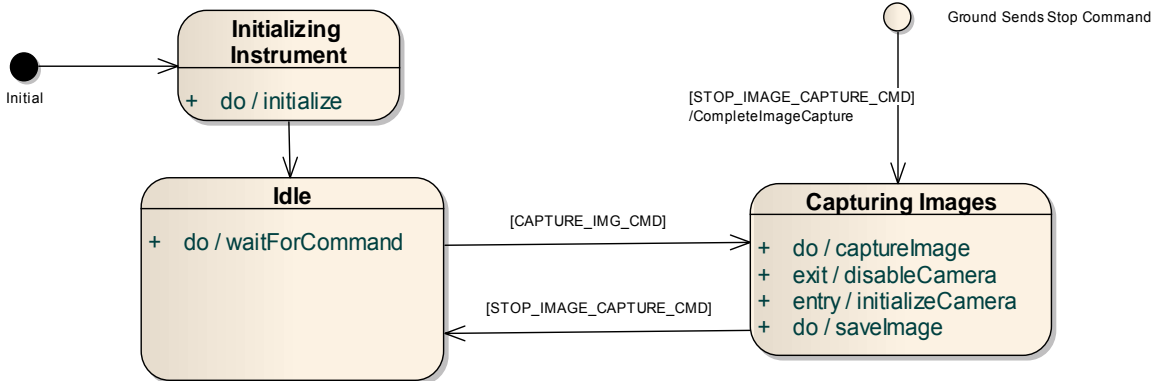 Initial
Initializing
Instrument
+ do / initialize
Ground Sends Stop Command
[STOP_IMAGE_CAPTURE_CMD]
/CompleteImageCapture
Idle
+ do / waitForCommand
[CAPTURE_IMG_CMD]
[STOP_IMAGE_CAPTURE_CMD]
Capturing Images
+ do / captureImage
+ exit / disableCamera
+ entry / initializeCamera
+ do / saveImage